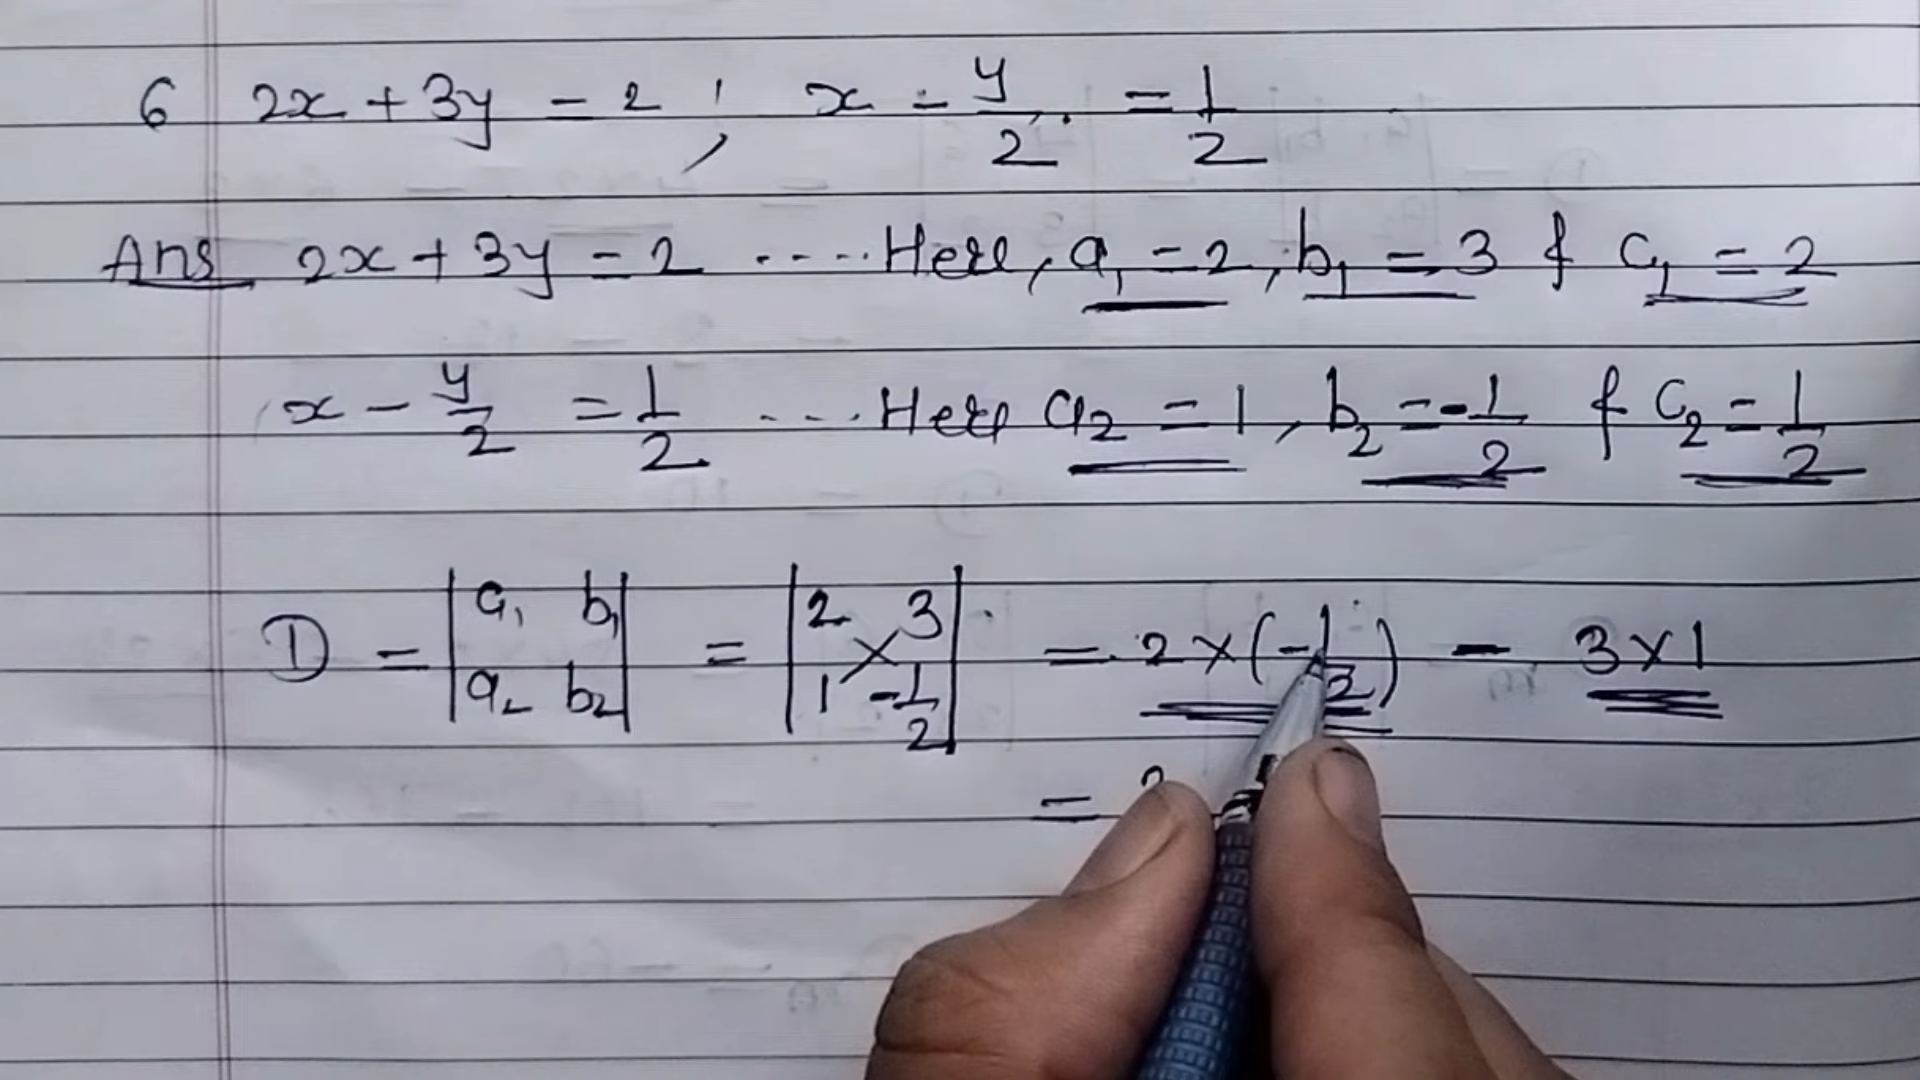 6 2x + 3y = 2 ; x - y/2 = 1/2
Ans 2x + 3y = 2 .... Here, a₁ = 2, b₁ = 3 & c₁ = 2
x - y/2 = 1/2 .... Here a₂ = 1, b₂ = -1/2 & c₂ = 1/2
D = |a₁ b₁| = |2 3| = 2 × (-1/2) - 3 × 1
|a₂ b₂| |1 -1/2|
=